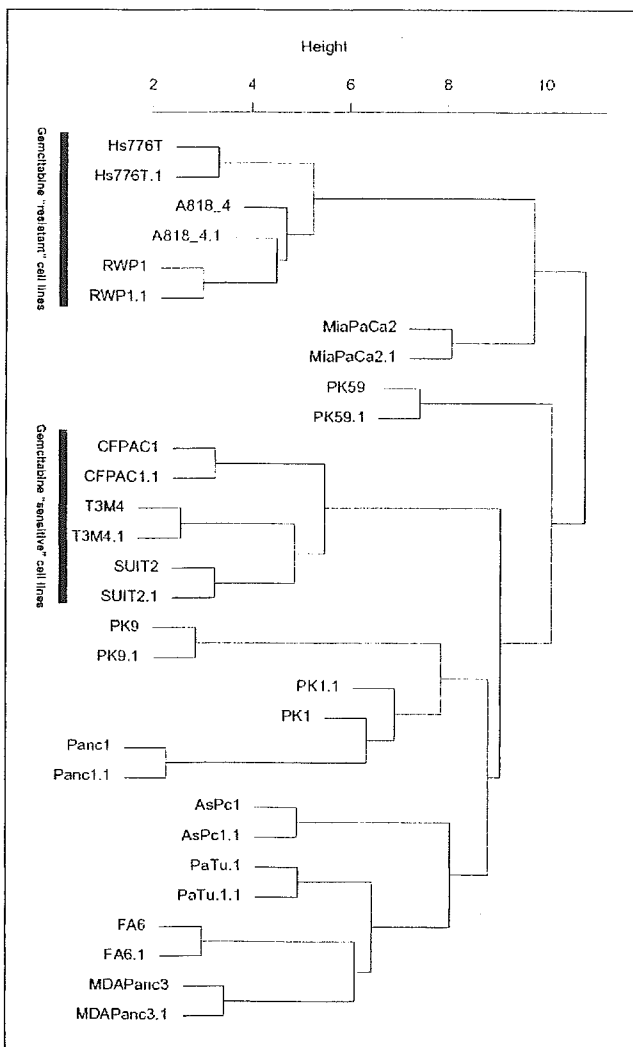 Height
2 4 6 8 10
Gemcitabine "resistant" cell lines
Hs776T
Hs776T.1
A818_4
A818_4.1
RWP1
RWP1.1
MiaPaCa2
MiaPaCa2.1
PK59
PK59.1
Gemcitabine "sensitive" cell lines
CFPAC1
CFPAC1.1
T3M4
T3M4.1
SUIT2
SUIT2.1
PK9
PK9.1
PK1.1
PK1
Panc1
Panc1.1
AsPc1
AsPc1.1
PaTu.1
PaTu.1.1
FA6
FA6.1
MDAPanc3
MDAPanc3.1